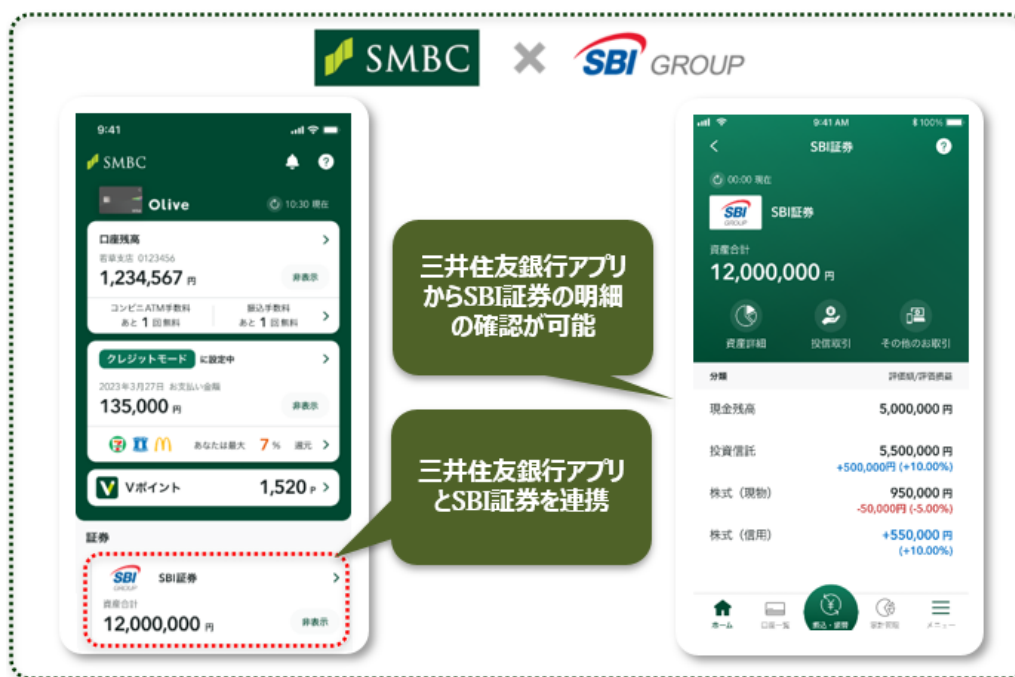 SMBC × SBI GROUP
9:41
SMBC
Olive
10:30 現在
口座残高
若草支店 0123456
1,234,567 円
非表示
コンビニATM手数料
あと 1 回無料
振込手数料
あと 1 回無料
クレジットモード に設定中
2023年3月27日 お支払い金額
135,000 円
非表示
あなたは最大 7 % 還元
Vポイント
1,520 P
証券
SBI GROUP
SBI証券
資産合計
12,000,000 円
非表示
三井住友銀行アプリ
からSBI証券の明細
の確認が可能
三井住友銀行アプリ
とSBI証券を連携
9:41 AM
100%
SBI証券
00:00 現在
SBI GROUP
SBI証券
資産合計
12,000,000 円
資産詳細
投信取引
その他のお取引
分類
評価額/評価損益
現金残高
5,000,000 円
投資信託
5,500,000 円
+500,000円 (+10.00%)
株式（現物）
950,000 円
-50,000円 (-5.00%)
株式（信用）
+550,000 円
(+10.00%)
ホーム
口座一覧
振込・振替
メニュー